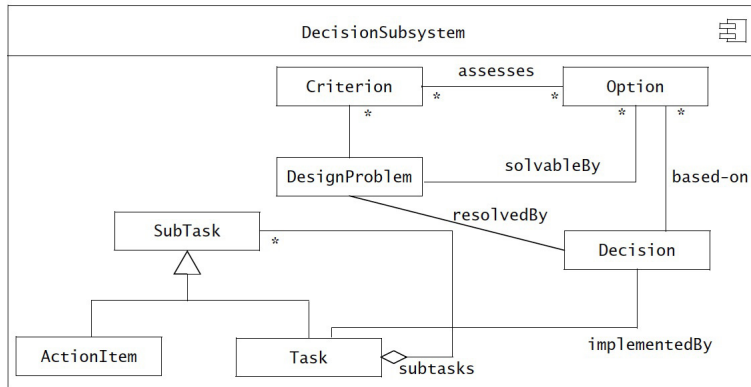 DecisionSubsystem
assesses
Criterion
Option
*
*
*
*
*
DesignProblem
solvableBy
based-on
resolvedBy
SubTask
*
Decision
implementedBy
ActionItem
Task
subtasks